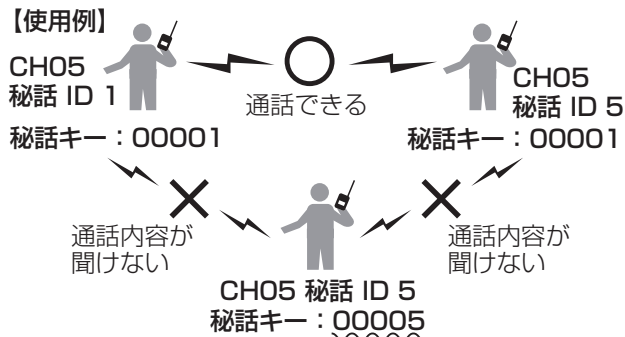 【使用例】
CH05
秘話 ID 1
秘話キー：00001
通話できる
CH05
秘話 ID 5
秘話キー：00001
通話内容が
聞けない
通話内容が
聞けない
CH05 秘話 ID 5
秘話キー：00005